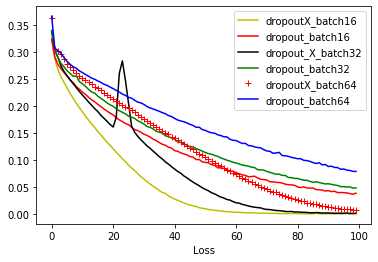 0.35
0.30
0.25
0.20
0.15
0.10
0.05
0.00
0 20 40 60 80 100
Loss
dropoutX_batch16
dropout_batch16
dropout_X_batch32
dropout_batch32
dropoutX_batch64
dropout_batch64